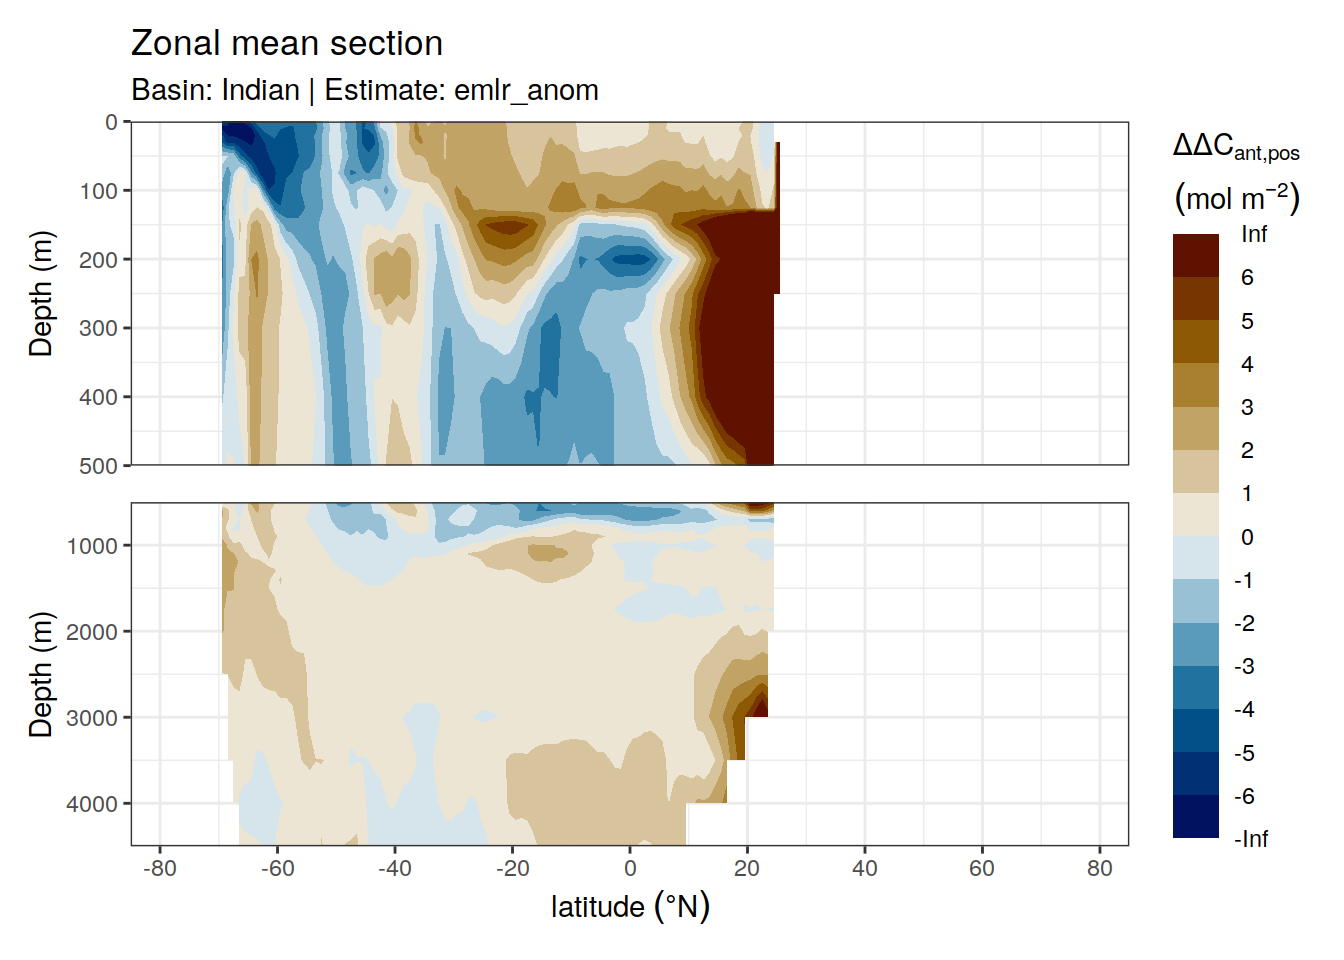 Zonal mean section
Basin: Indian | Estimate: emlr_anom
0
100
200
300
400
500
Depth (m)
1000
2000
3000
4000
Depth (m)
-80 -60 -40 -20 0 20 40 60 80
latitude (°N)
ΔΔCant,pos
(mol m−2)
Inf
6
5
4
3
2
1
0
-1
-2
-3
-4
-5
-6
-Inf